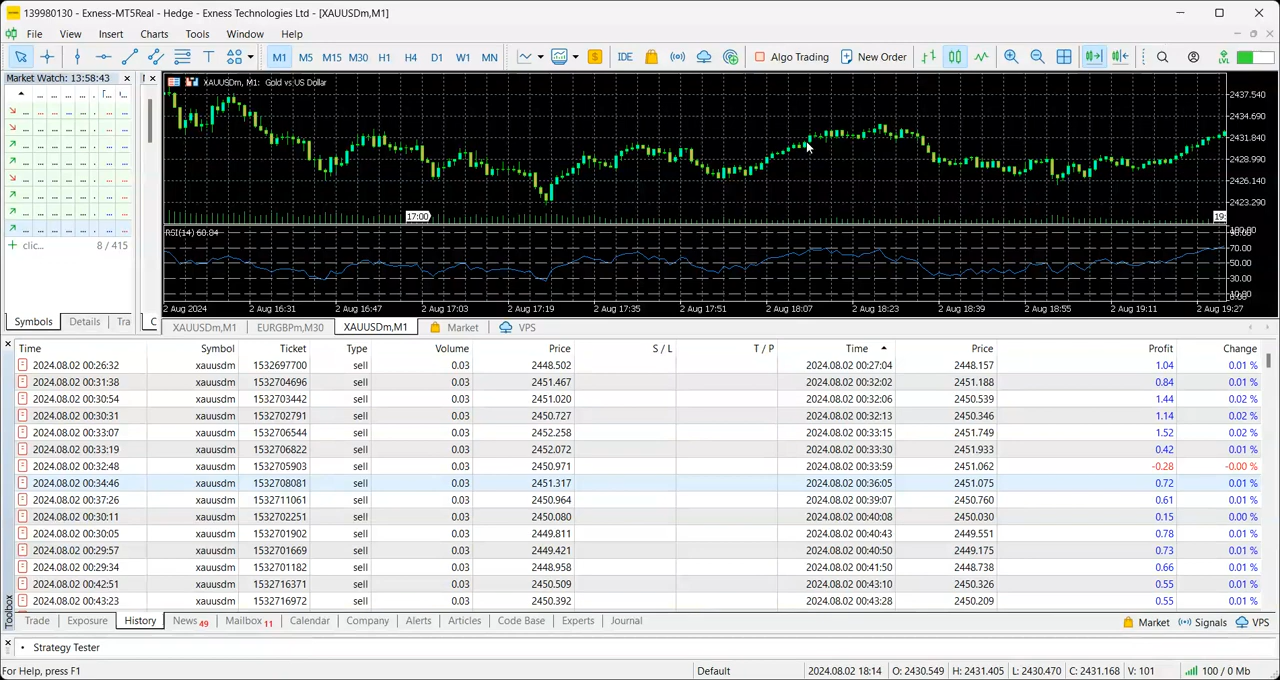 139980130 - Exness-MT5Real - Hedge - Exness Technologies Ltd - [XAUUSDm,M1]
File View Insert Charts Tools Window Help
M1 M5 M15 M30 H1 H4 D1 W1 MN IDE Algo Trading New Order
Market Watch: 13:58:43
XAUUSDm, M1: Gold vs US Dollar
2437.540
2434.690
2431.840
2428.990
2426.140
2423.290
clic... 8 / 415
17:00
RSI(14) 60.84
70.00
50.00
30.00
2 Aug 2024 2 Aug 16:31 2 Aug 16:47 2 Aug 17:03 2 Aug 17:19 2 Aug 17:35 2 Aug 17:51 2 Aug 18:07 2 Aug 18:23 2 Aug 18:39 2 Aug 18:55 2 Aug 19:11 2 Aug 19:27
Symbols Details Tra
XAUUSDm,M1 EURGBPm,M30 XAUUSDm,M1 Market VPS
Time Symbol Ticket Type Volume Price S / L T / P Time Price Profit Change
2024.08.02 00:26:32 xauusdm 1532697700 sell 0.03 2448.502 2024.08.02 00:27:04 2448.157 1.04 0.01 %
2024.08.02 00:31:38 xauusdm 1532704696 sell 0.03 2451.467 2024.08.02 00:32:02 2451.188 0.84 0.01 %
2024.08.02 00:30:54 xauusdm 1532703442 sell 0.03 2451.020 2024.08.02 00:32:06 2450.539 1.44 0.02 %
2024.08.02 00:30:31 xauusdm 1532702791 sell 0.03 2450.727 2024.08.02 00:32:13 2450.346 1.14 0.02 %
2024.08.02 00:33:07 xauusdm 1532706544 sell 0.03 2452.258 2024.08.02 00:33:15 2451.749 1.52 0.02 %
2024.08.02 00:33:19 xauusdm 1532706822 sell 0.03 2452.072 2024.08.02 00:33:30 2451.933 0.42 0.01 %
2024.08.02 00:32:48 xauusdm 1532705903 sell 0.03 2450.971 2024.08.02 00:33:59 2451.062 -0.28 -0.00 %
2024.08.02 00:34:46 xauusdm 1532708081 sell 0.03 2451.317 2024.08.02 00:36:05 2451.075 0.72 0.01 %
2024.08.02 00:37:26 xauusdm 1532711061 sell 0.03 2450.964 2024.08.02 00:39:07 2450.760 0.61 0.01 %
2024.08.02 00:30:11 xauusdm 1532702251 sell 0.03 2450.080 2024.08.02 00:40:08 2450.030 0.15 0.00 %
2024.08.02 00:30:05 xauusdm 1532701902 sell 0.03 2449.811 2024.08.02 00:40:43 2449.551 0.78 0.01 %
2024.08.02 00:29:57 xauusdm 1532701669 sell 0.03 2449.421 2024.08.02 00:40:50 2449.175 0.73 0.01 %
2024.08.02 00:29:34 xauusdm 1532701182 sell 0.03 2448.958 2024.08.02 00:41:50 2448.738 0.66 0.01 %
2024.08.02 00:42:51 xauusdm 1532716371 sell 0.03 2450.509 2024.08.02 00:43:10 2450.326 0.55 0.01 %
2024.08.02 00:43:23 xauusdm 1532716972 sell 0.03 2450.392 2024.08.02 00:43:28 2450.209 0.55 0.01 %
Toolbox
Trade Exposure History News 49 Mailbox 11 Calendar Company Alerts Articles Code Base Experts Journal Market Signals VPS
Strategy Tester
For Help, press F1 Default 2024.08.02 18:14 O: 2430.549 H: 2431.405 L: 2430.470 C: 2431.168 V: 101 100 / 0 Mb